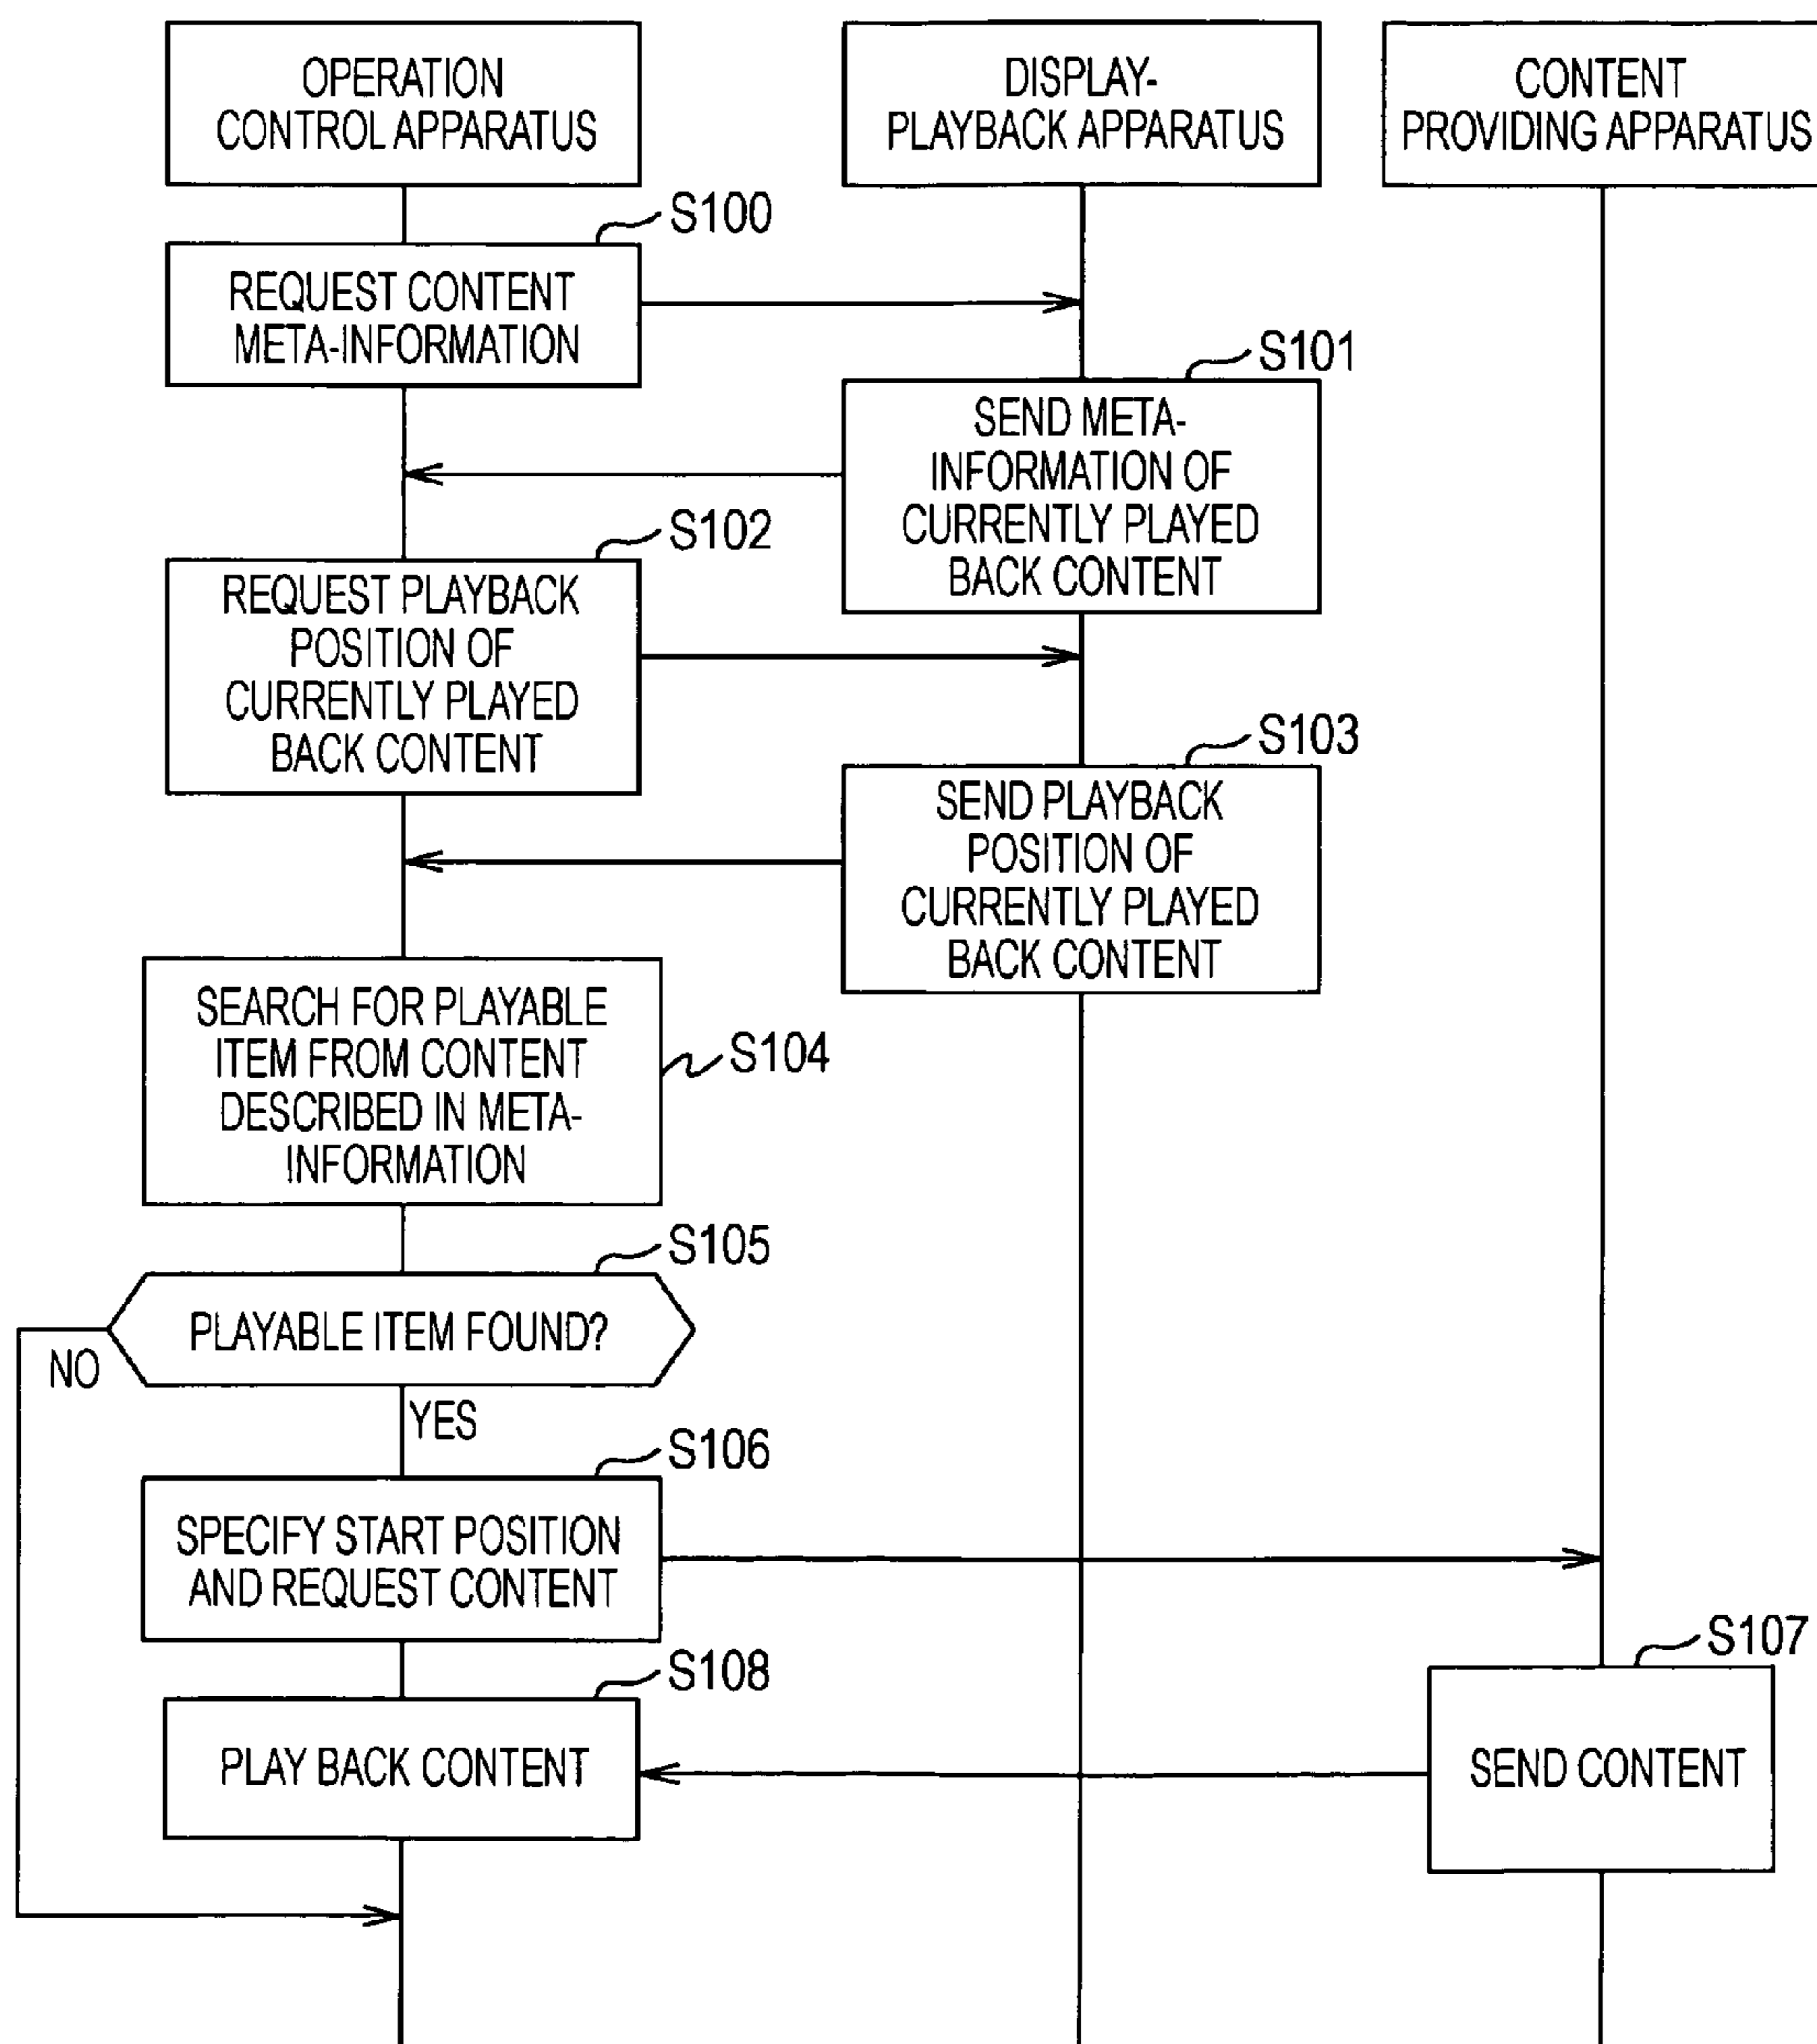 OPERATION
CONTROL APPARATUS
DISPLAY-
PLAYBACK APPARATUS
CONTENT
PROVIDING APPARATUS
S100
REQUEST CONTENT
META-INFORMATION
S101
SEND META-
INFORMATION OF
CURRENTLY PLAYED
BACK CONTENT
S102
REQUEST PLAYBACK
POSITION OF
CURRENTLY PLAYED
BACK CONTENT
S103
SEND PLAYBACK
POSITION OF
CURRENTLY PLAYED
BACK CONTENT
SEARCH FOR PLAYABLE
ITEM FROM CONTENT
DESCRIBED IN META-
INFORMATION
S104
S105
PLAYABLE ITEM FOUND?
NO
YES
S106
SPECIFY START POSITION
AND REQUEST CONTENT
S107
SEND CONTENT
S108
PLAY BACK CONTENT